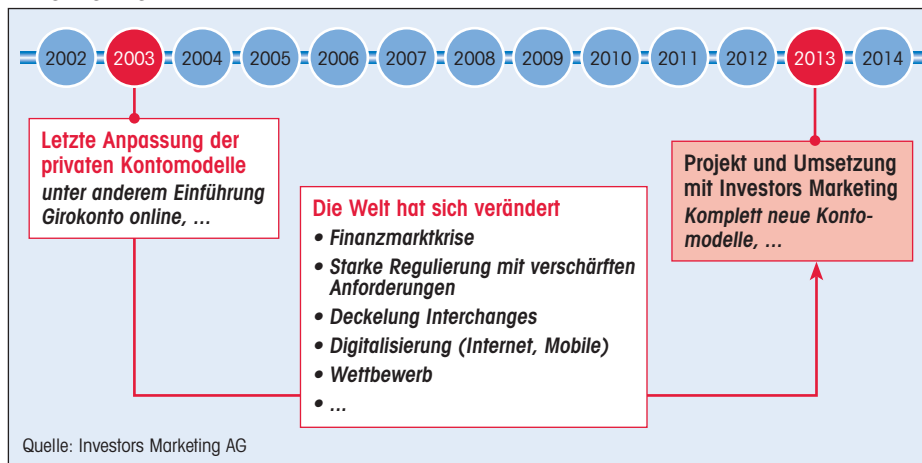 2002 2003 2004 2005 2006 2007 2008 2009 2010 2011 2012 2013 2014
Letzte Anpassung der
privaten Kontomodelle
unter anderem Einführung
Girokonto online, ...
Die Welt hat sich verändert
• Finanzmarktkrise
• Starke Regulierung mit verschärften
Anforderungen
• Deckelung Interchanges
• Digitalisierung (Internet, Mobile)
• Wettbewerb
• ...
Projekt und Umsetzung
mit Investors Marketing
Komplett neue Konto-
modelle, ...
Quelle: Investors Marketing AG